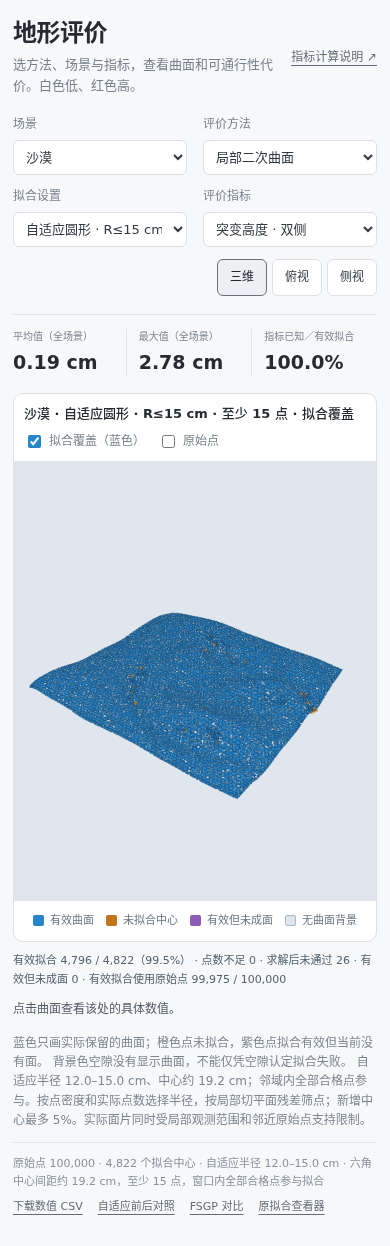 地形评价
选方法、场景与指标，查看曲面和可通行性代
价。白色低、红色高。
指标计算说明 ↗
场景
评价方法
沙漠
局部二次曲面
拟合设置
评价指标
自适应圆形 · R≤15 cm
突变高度 · 双侧
三维
俯视
侧视
平均值（全场景）
最大值（全场景）
指标已知／有效拟合
0.19 cm
2.78 cm
100.0%
沙漠 · 自适应圆形 · R≤15 cm · 至少 15 点 · 拟合覆盖
拟合覆盖（蓝色）
原始点
有效曲面
未拟合中心
有效但未成面
无曲面背景
有效拟合 4,796 / 4,822（99.5%） · 点数不足 0 · 求解后未通过 26 · 有
效但未成面 0 · 有效拟合使用原始点 99,975 / 100,000
点击曲面查看该处的具体数值。
蓝色只画实际保留的曲面；橙色点未拟合，紫色点拟合有效但当前没
有面。 背景色空隙没有显示曲面，不能仅凭空隙认定拟合失败。 自
适应半径 12.0–15.0 cm、中心约 19.2 cm；邻域内全部合格点参
与。按点密度和实际点数选择半径，按局部切平面残差筛点；新增中
心最多 5%。实际面片同时受局部观测范围和邻近原始点支持限制。
原始点 100,000 · 4,822 个拟合中心 · 自适应半径 12.0–15.0 cm · 六角
中心间距约 19.2 cm，至少 15 点，窗口内全部合格点参与拟合
下载数值 CSV
自适应前后对照
FSGP 对比
原拟合查看器